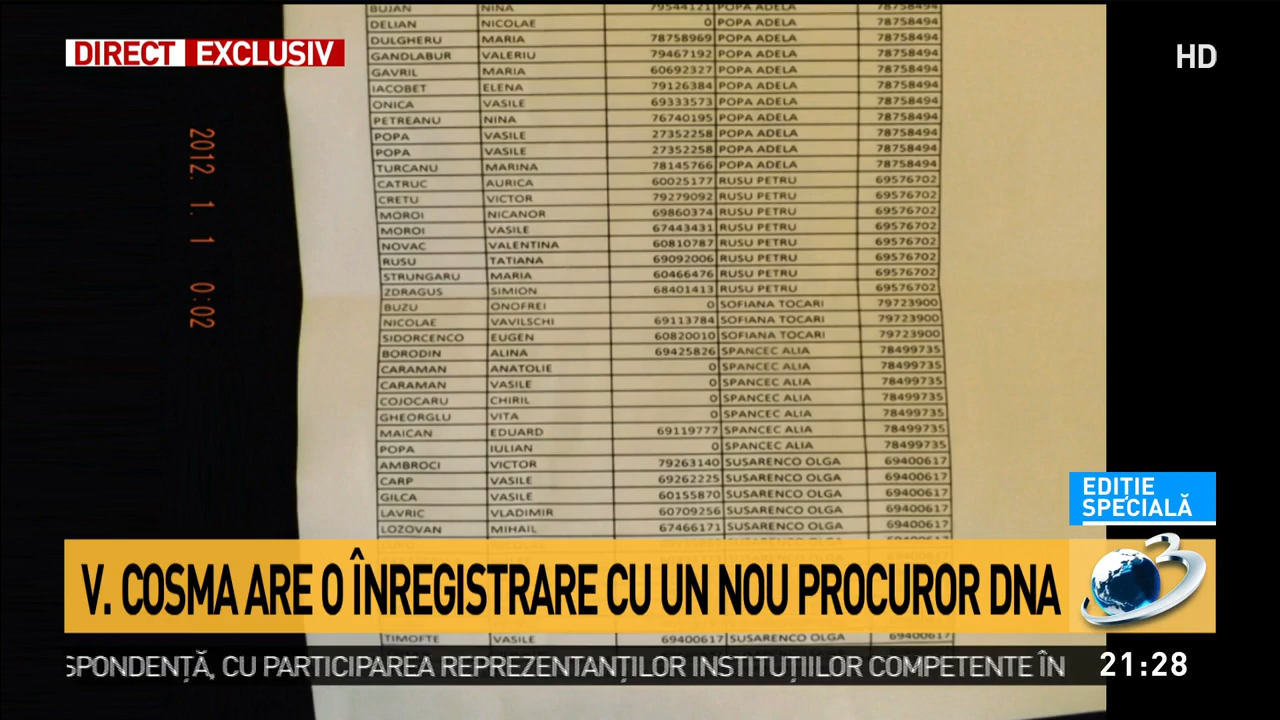 DIRECT EXCLUSIV
HD
2012. 1. 1 0:02
BUJAN NINA 79544121 POPA ADELA 78758494
DELIAN NICOLAE 0 POPA ADELA 78758494
DULGHERU MARIA 78758969 POPA ADELA 78758494
GANDLABUR VALERIU 79467192 POPA ADELA 78758494
GAVRIL MARIA 60692327 POPA ADELA 78758494
IACOBET ELENA 79126384 POPA ADELA 78758494
ONICA VASILE 69333573 POPA ADELA 78758494
PETREANU NINA 76740195 POPA ADELA 78758494
POPA VASILE 27352258 POPA ADELA 78758494
POPA VASILE 27352258 POPA ADELA 78758494
TURCANU MARINA 78145766 POPA ADELA 78758494
CATRUC AURICA 60025177 RUSU PETRU 69576702
CRETU VICTOR 79279092 RUSU PETRU 69576702
MOROI NICANOR 69860374 RUSU PETRU 69576702
MOROI VASILE 67443431 RUSU PETRU 69576702
NOVAC VALENTINA 60810787 RUSU PETRU 69576702
RUSU TATIANA 69092006 RUSU PETRU 69576702
STRUNGARU MARIA 60466476 RUSU PETRU 69576702
ZDRAGUS SIMION 68401413 RUSU PETRU 69576702
BUZU ONOFREI 0 SOFIANA TOCARI 79723900
NICOLAE VAVILSCHI 69113784 SOFIANA TOCARI 79723900
SIDORCENCO EUGEN 60820010 SOFIANA TOCARI 79723900
BORODIN ALINA 69425826 SPANCEC ALIA 78499735
CARAMAN ANATOLIE 0 SPANCEC ALIA 78499735
CARAMAN VASILE 0 SPANCEC ALIA 78499735
COJOCARU CHIRIL 0 SPANCEC ALIA 78499735
GHEORGLU VITA 0 SPANCEC ALIA 78499735
MAICAN EDUARD 69119777 SPANCEC ALIA 78499735
POPA IULIAN 0 SPANCEC ALIA 78499735
AMBROCI VICTOR 79263140 SUSARENCO OLGA 69400617
CARP VASILE 69262225 SUSARENCO OLGA 69400617
GILCA VASILE 60155870 SUSARENCO OLGA 69400617
LAVRIC VLADIMIR 60709256 SUSARENCO OLGA 69400617
LOZOVAN MIHAIL 67466171 SUSARENCO OLGA 69400617
EDIȚIE
SPECIALĂ
V. COSMA ARE O ÎNREGISTRARE CU UN NOU PROCUROR DNA
3
TIMOFTE VASILE 69400617 SUSARENCO OLGA 69400617
SPONDENȚĂ, CU PARTICIPAREA REPREZENTANȚILOR INSTITUȚIILOR COMPETENTE ÎN
21:28